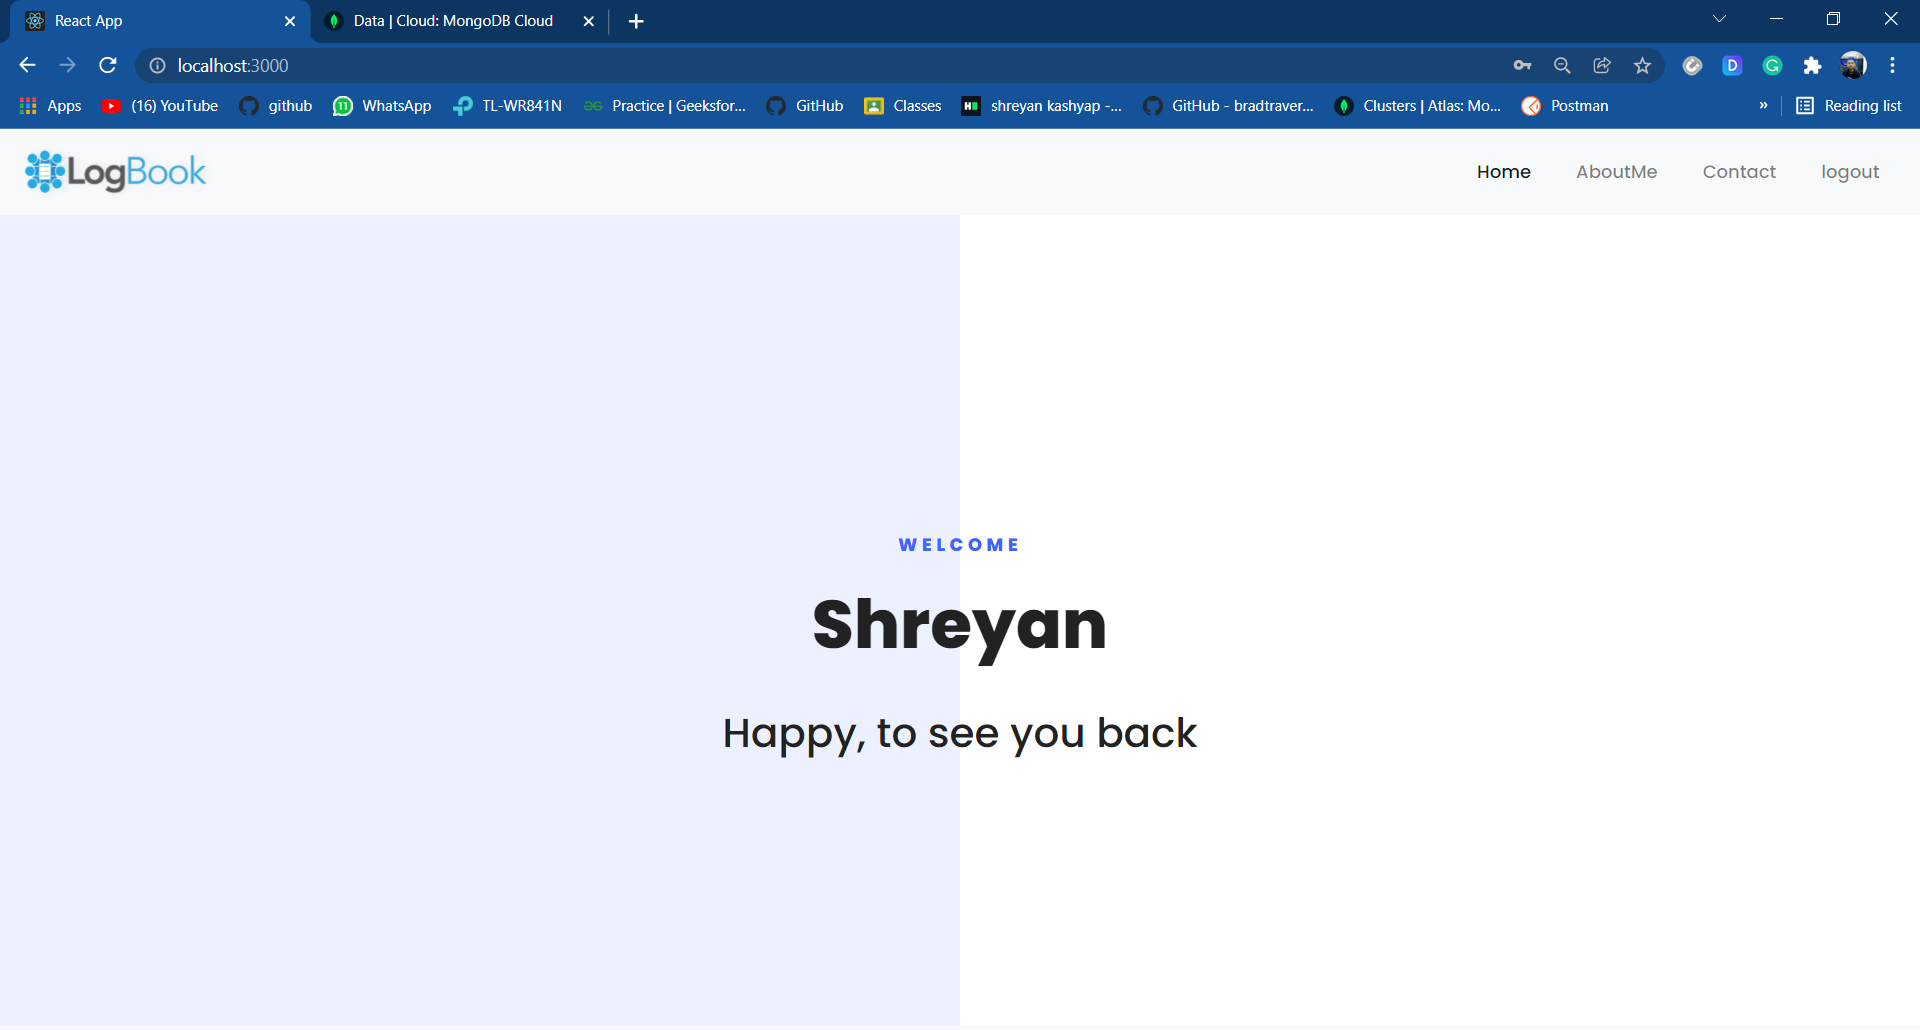 React App
Data | Cloud: MongoDB Cloud
localhost:3000
D
G
Apps
(16) YouTube
github
11
WhatsApp
TL-WR841N
Practice | Geeksfor...
GitHub
Classes
H
shreyan kashyap -...
GitHub - bradtraver...
Clusters | Atlas: Mo...
Postman
»
Reading list
LogBook
Home
AboutMe
Contact
logout
WELCOME
Shreyan
Happy, to see you back